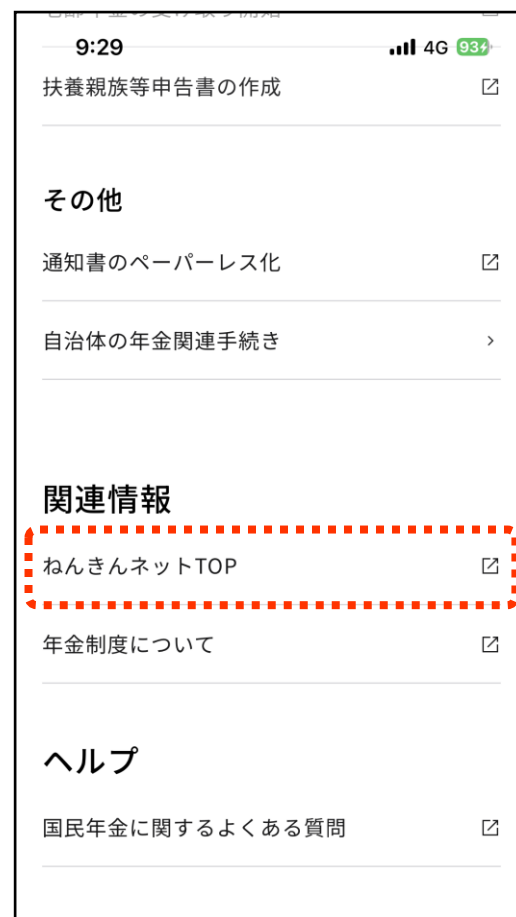 9:29
4G 93
扶養親族等申告書の作成
その他
通知書のペーパーレス化
自治体の年金関連手続き
関連情報
ねんきんネットTOP
年金制度について
ヘルプ
国民年金に関するよくある質問